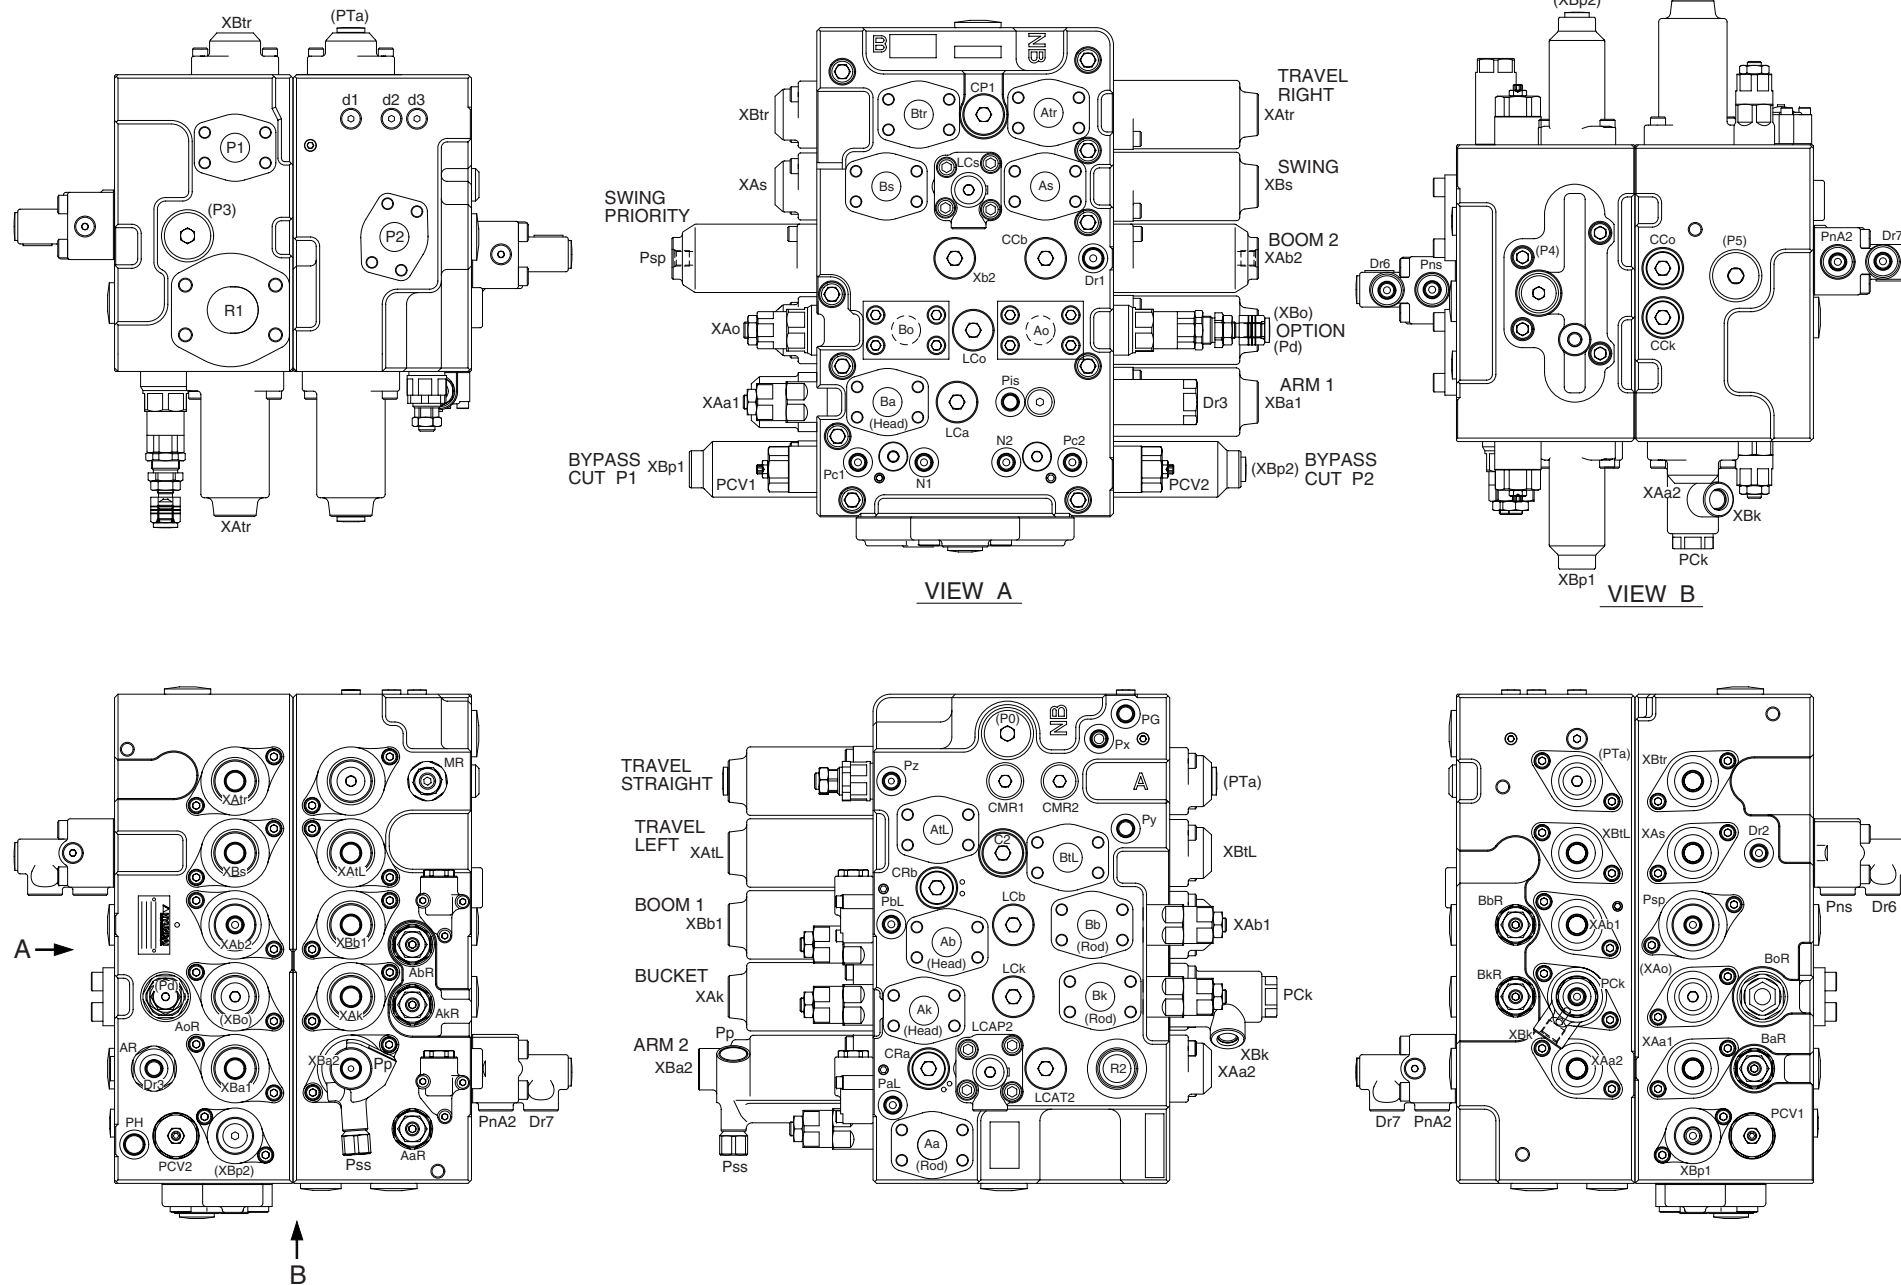 XBtr
(PTa)
d1 d2 d3
P1
(P3)
P2
R1
XAtr
TRAVEL
RIGHT
B
NB
CP1
XBtr
Btr
Atr
XAtr
LCs
SWING
XAs
Bs
As
XBs
SWING
PRIORITY
CCb
BOOM 2
Psp
XAb2
Xb2
Dr1
(XBo)
XAo
Bo
Ao
OPTION
LCo
(Pd)
Pis
ARM 1
XAa1
Ba
Dr3
XBa1
(Head)
LCa
N2
Pc2
BYPASS
CUT P1
XBp1
PCV1
Pc1
N1
PCV2
(XBp2)
BYPASS
CUT P2
VIEW A
(XBp2)
(P4)
CCo
(P5)
PnA2
Dr7
Dr6
Pns
CCk
XAa2
XBk
PCk
XBp1
VIEW B
MR
XAtr
XBs
XAtL
A
XAb2
XBb1
AbR
(Pd)
AoR
(XBo)
XAk
AkR
AR
XBa2
Pp
Dr3
XBa1
PH
PnA2
Dr7
PCV2
(XBp2)
Pss
AaR
B
(P0)
NB
PG
Px
TRAVEL
STRAIGHT
Pz
A
(PTa)
CMR1
CMR2
TRAVEL
LEFT
XAtL
AtL
C2
Py
BtL
XBtL
CRb
BOOM 1
XBb1
PbL
LCb
Bb
XAb1
Ab
(Rod)
(Head)
BUCKET
LCk
XAk
Ak
Bk
PCk
(Head)
(Rod)
LCAP2
Pp
ARM 2
XBa2
CRa
R2
XBk
XAa2
PaL
LCAT2
Aa
Pss
(Rod)
(PTa)
XBtr
XBtL
XAs
Dr2
BbR
Psp
Pns
Dr6
XAb1
BkR
PCk
(XAo)
BoR
XBk
XAa2
XAa1
BaR
Dr7
PnA2
PCV1
XBp1